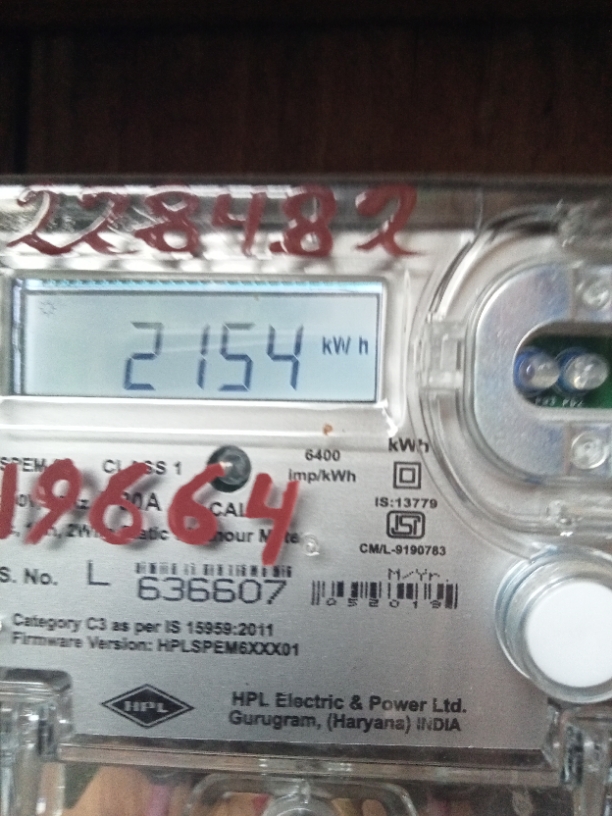 228482
2154 kWh
CLASS 1
6400
imp/kWh
kWh
19664
IS:13779
CM/L-9190783
S. No. L 636607
M/Yr.
052019
Category C3 as per IS 15959:2011
Firmware Version: HPLSPEM6XXX01
HPL
HPL Electric & Power Ltd.
Gurugram, (Haryana) INDIA